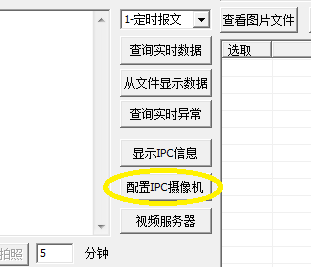 1-定时报文
查看图片文件
查询实时数据
选取
从文件显示数据
查询实时异常
显示IPC信息
配置IPC摄像机
视频服务器
拍照
5
分钟